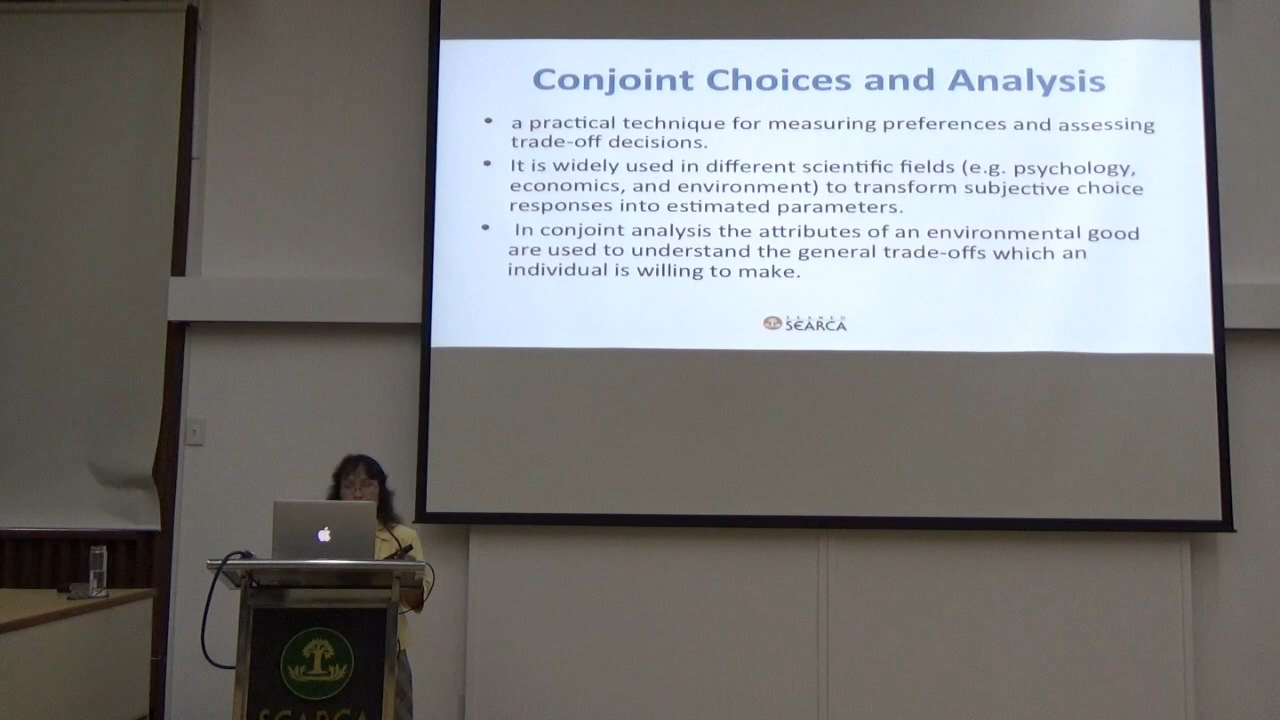 Conjoint Choices and Analysis
• a practical technique for measuring preferences and assessing
trade-off decisions.
• It is widely used in different scientific fields (e.g. psychology,
economics, and environment) to transform subjective choice
responses into estimated parameters.
• In conjoint analysis the attributes of an environmental good
are used to understand the general trade-offs which an
individual is willing to make.
SEAMEO
SEARCA
SEARCA